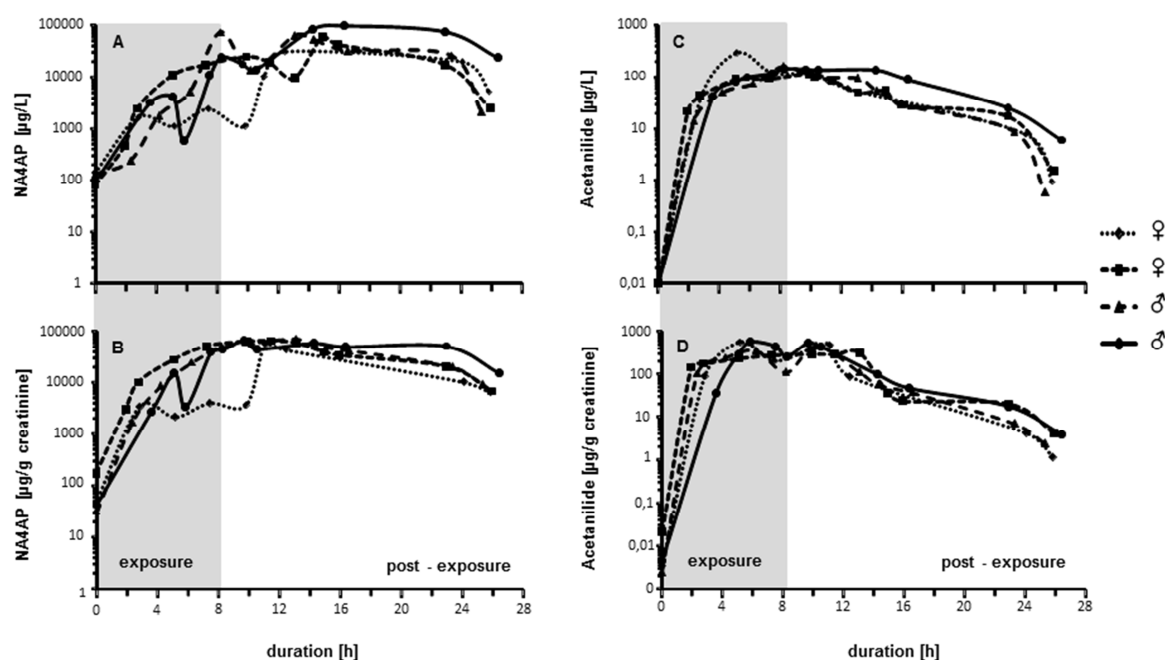 A
NA4AP [µg/L]
100000
10000
1000
100
10
1
C
Acetanilide [µg/L]
1000
100
10
1
0,1
0,01
♀
♀
♂
♂
B
NA4AP [µg/g creatinine]
100000
10000
1000
100
10
1
exposure
post - exposure
0 4 8 12 16 20 24 28
duration [h]
D
Acetanilide [µg/g creatinine]
1000
100
10
1
0,1
0,01
0
exposure
post - exposure
0 4 8 12 16 20 24 28
duration [h]